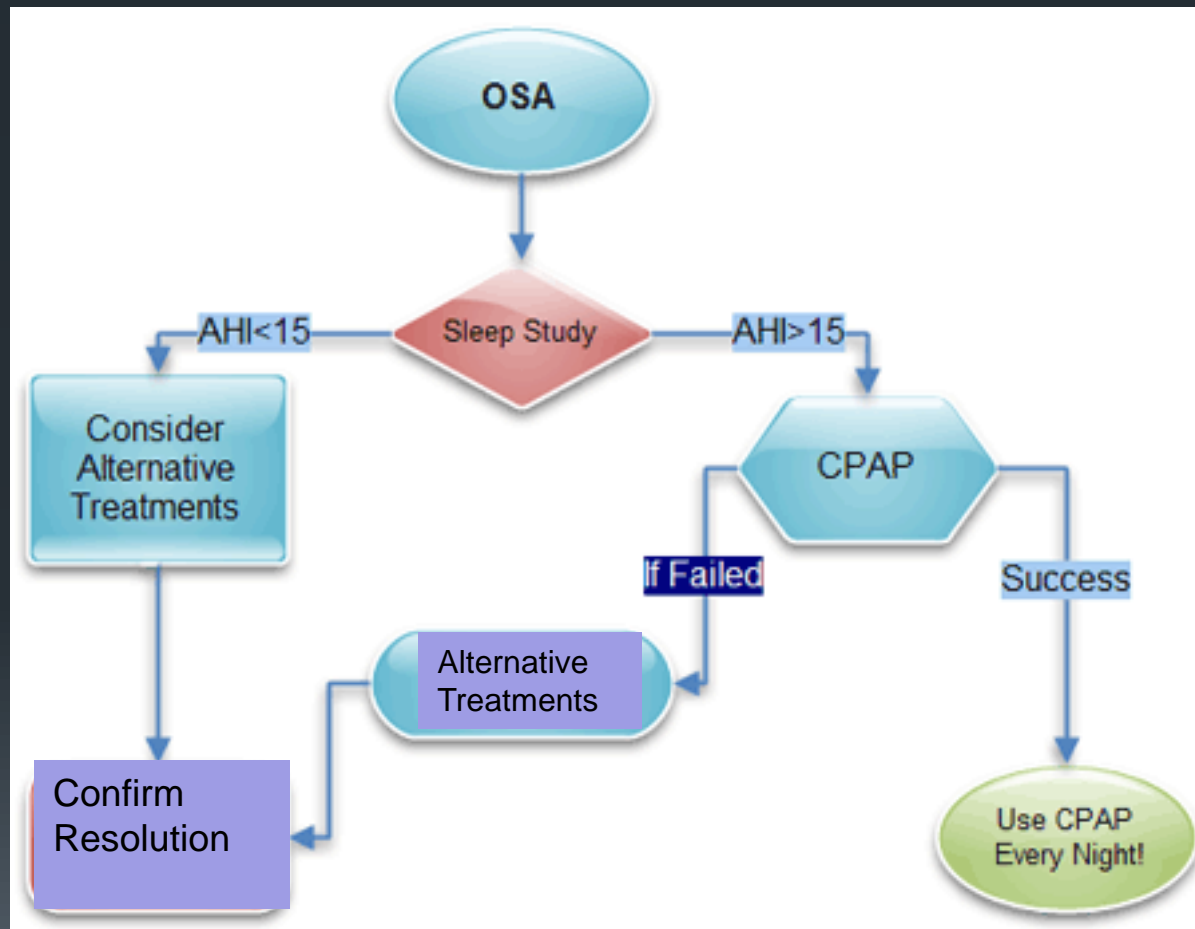 OSA
Sleep Study
AHI<15
AHI>15
Consider
Alternative
Treatments
CPAP
If Failed
Success
Alternative
Treatments
Confirm
Resolution
Use CPAP
Every Night!